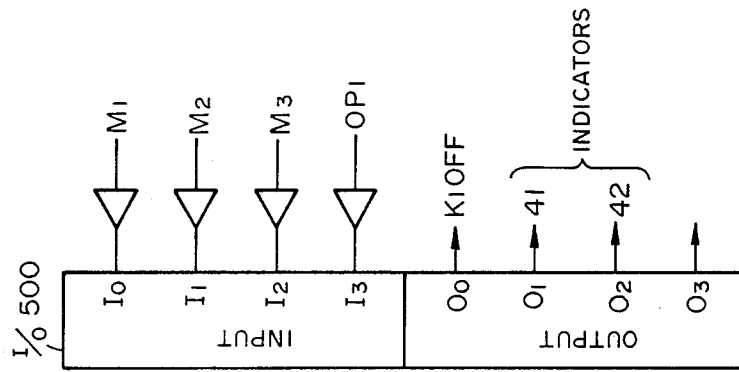 I/O 500
INPUT
I0
I1
I2
I3
M1
M2
M3
OP1
OUTPUT
O0
O1
O2
O3
K1OFF
41
42
INDICATORS